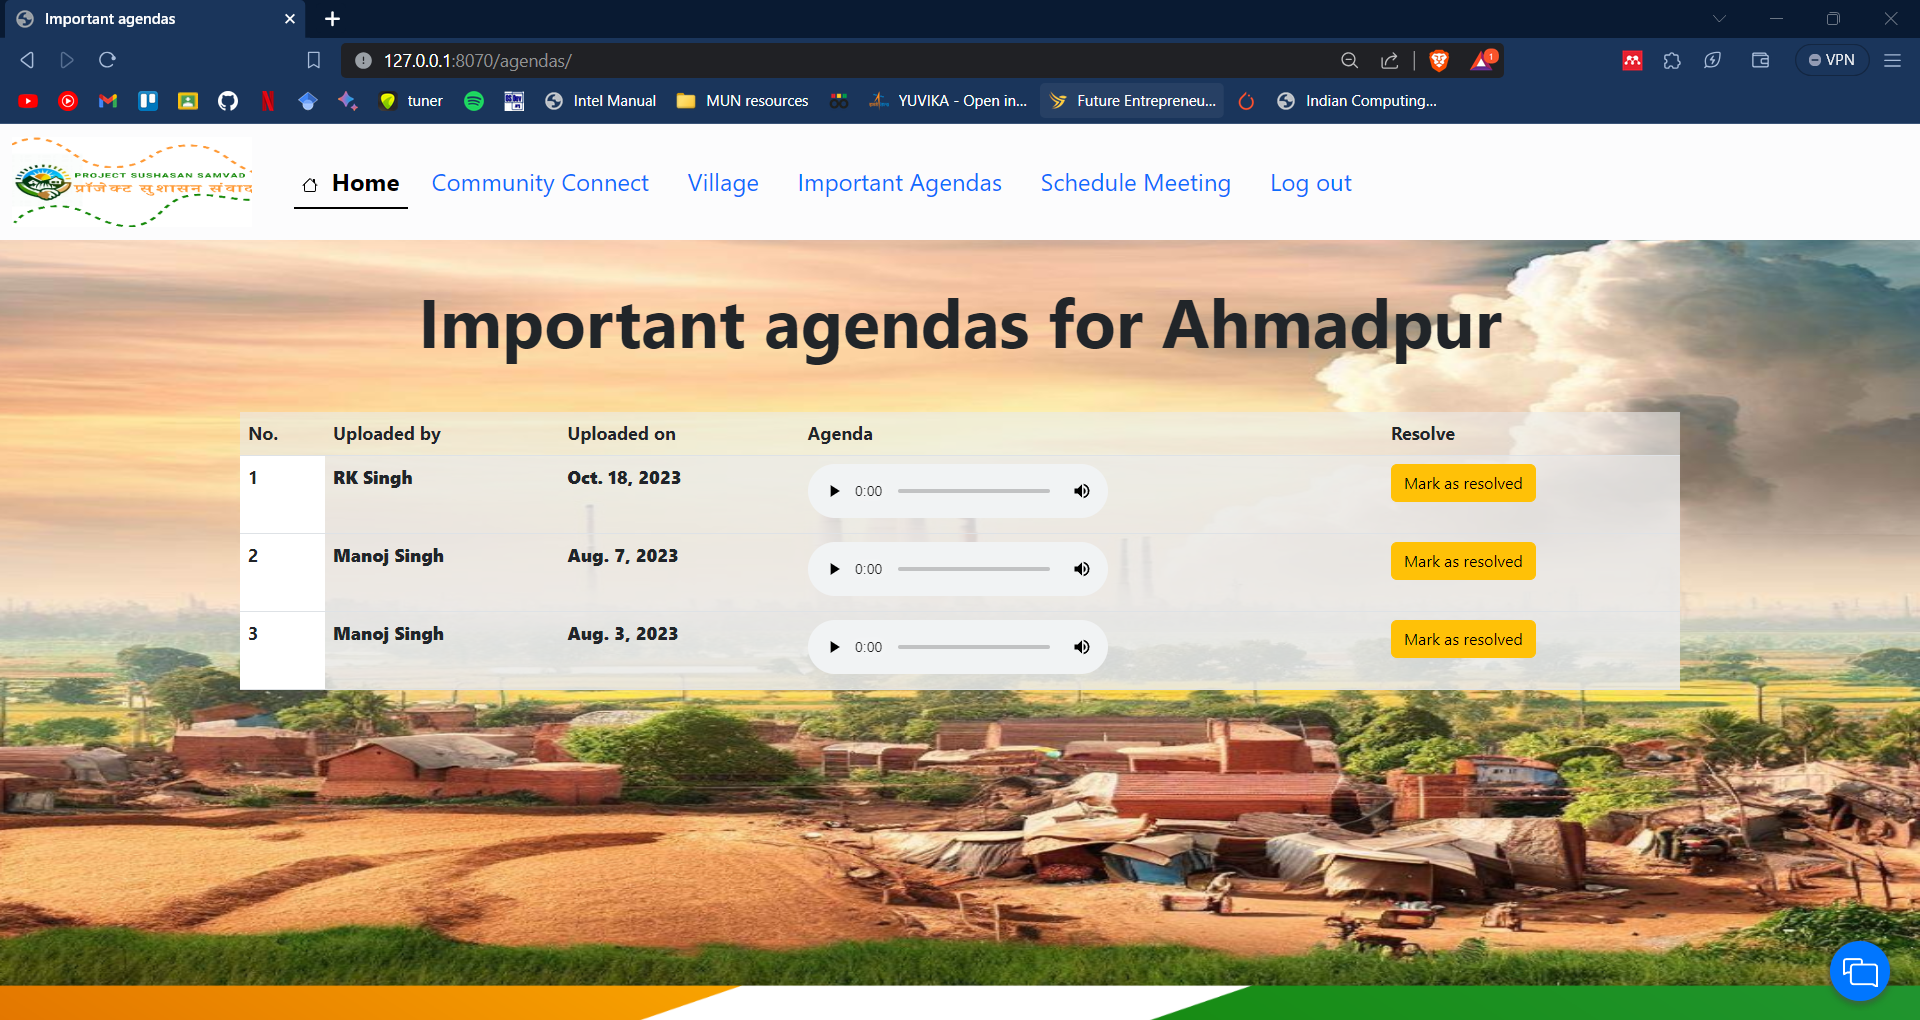 Important agendas
127.0.0.1:8070/agendas/
1
VPN
tuner
Intel Manual
MUN resources
YUVIKA - Open in...
Future Entrepreneu...
Indian Computing...
PROJECT SUSHASAN SAMVAD
प्रॉजेक्ट सुशासन संवाद
Home
Community Connect
Village
Important Agendas
Schedule Meeting
Log out
Important agendas for Ahmadpur
No. Uploaded by Uploaded on Agenda Resolve
1 RK Singh Oct. 18, 2023 0:00 Mark as resolved
2 Manoj Singh Aug. 7, 2023 0:00 Mark as resolved
3 Manoj Singh Aug. 3, 2023 0:00 Mark as resolved